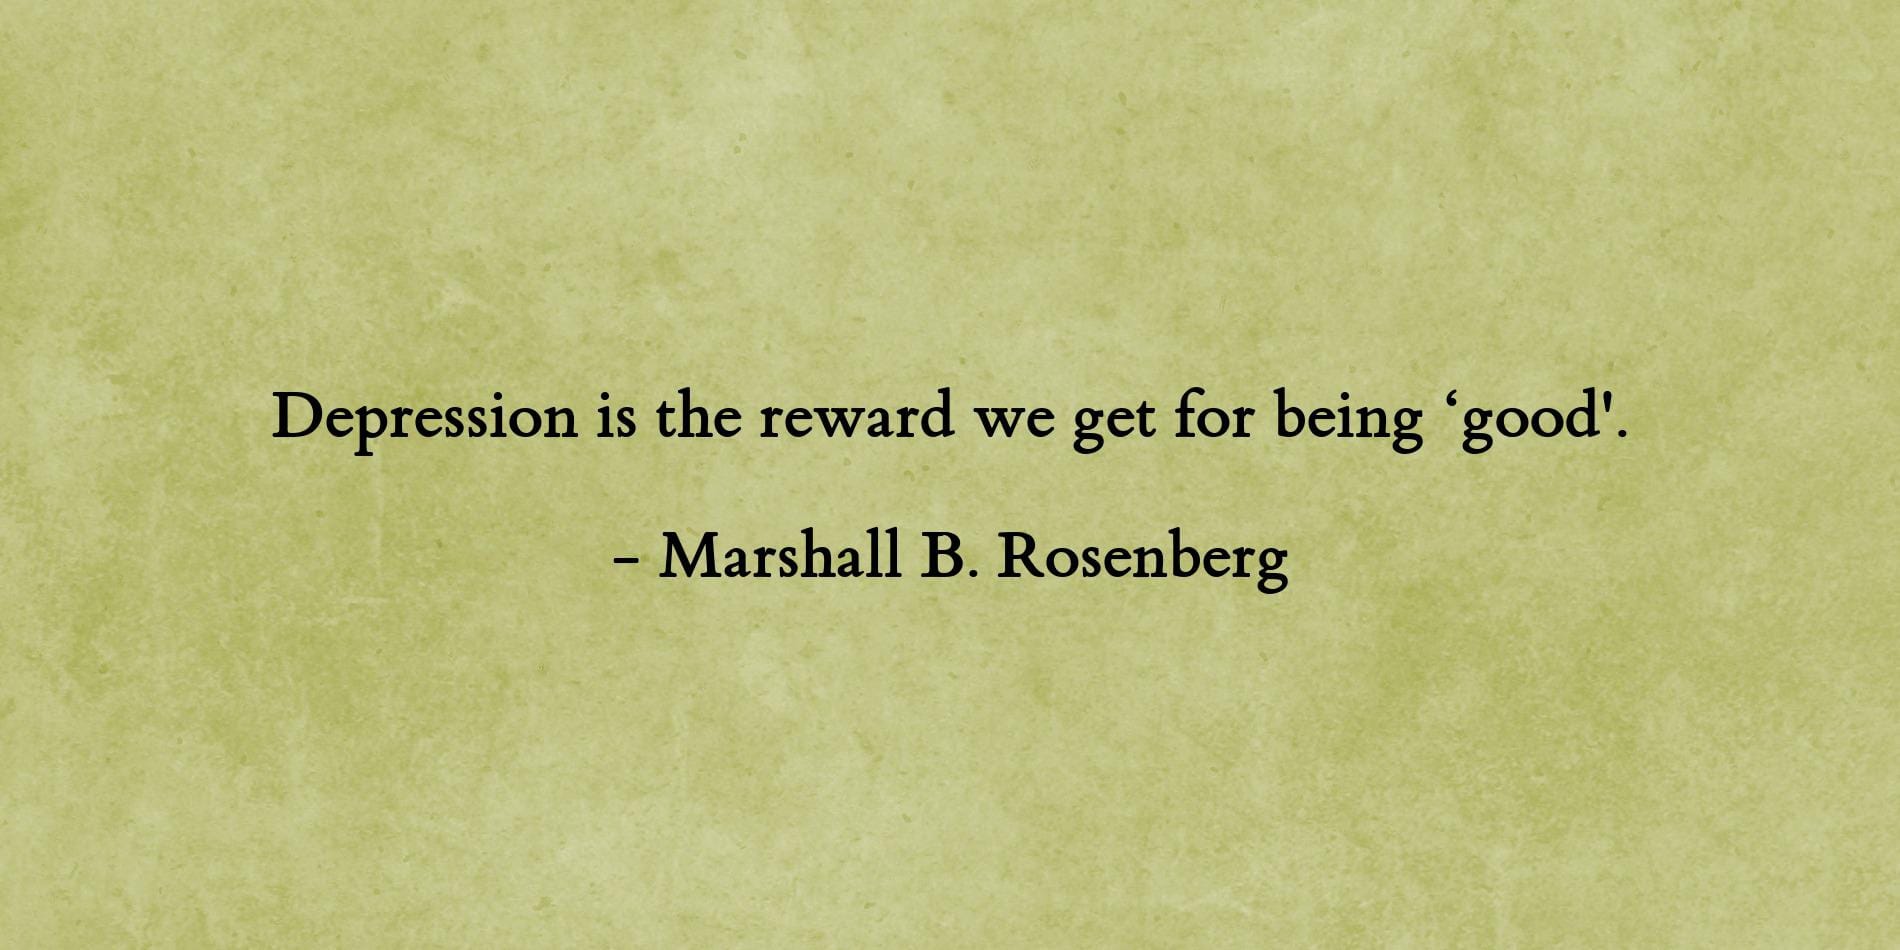 Depression is the reward we get for being ‘good'.
– Marshall B. Rosenberg